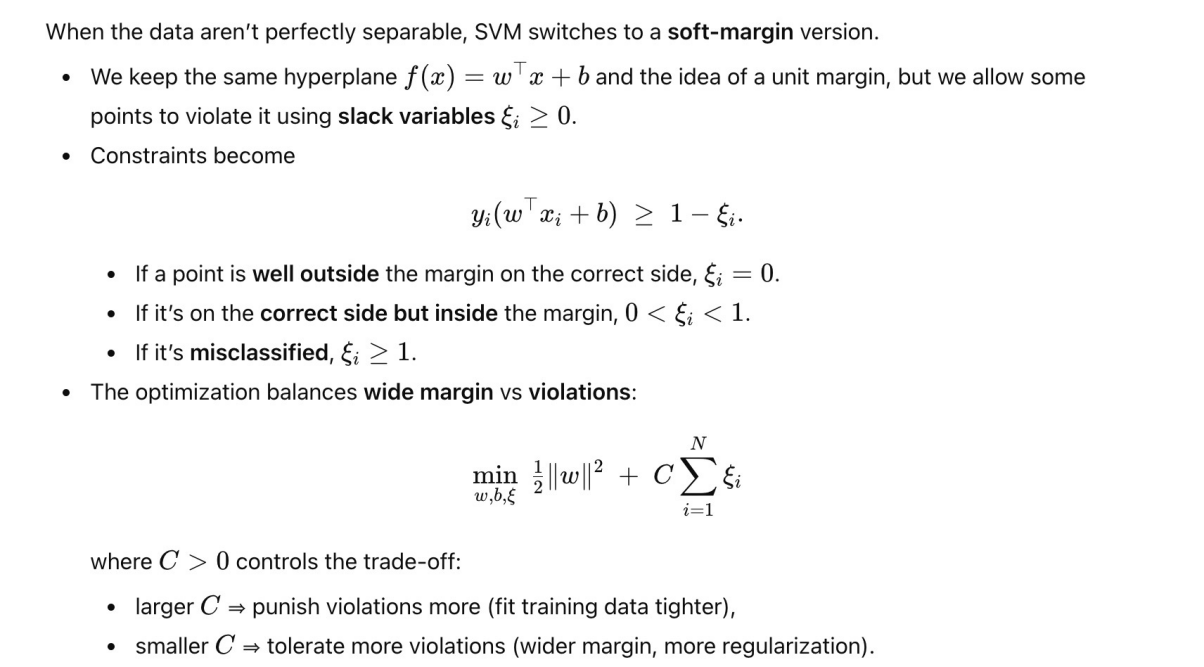 When the data aren't perfectly separable, SVM switches to a soft-margin version.
• We keep the same hyperplane f(x) = w⊤x + b and the idea of a unit margin, but we allow some
points to violate it using slack variables ξᵢ ≥ 0.
• Constraints become
yᵢ(w⊤xᵢ + b) ≥ 1 − ξᵢ.
• If a point is well outside the margin on the correct side, ξᵢ = 0.
• If it's on the correct side but inside the margin, 0 < ξᵢ < 1.
• If it's misclassified, ξᵢ ≥ 1.
• The optimization balances wide margin vs violations:
min_{w,b,ξ} ½‖w‖² + C ∑_{i=1}^{N} ξᵢ
where C > 0 controls the trade-off:
• larger C ⇒ punish violations more (fit training data tighter),
• smaller C ⇒ tolerate more violations (wider margin, more regularization).